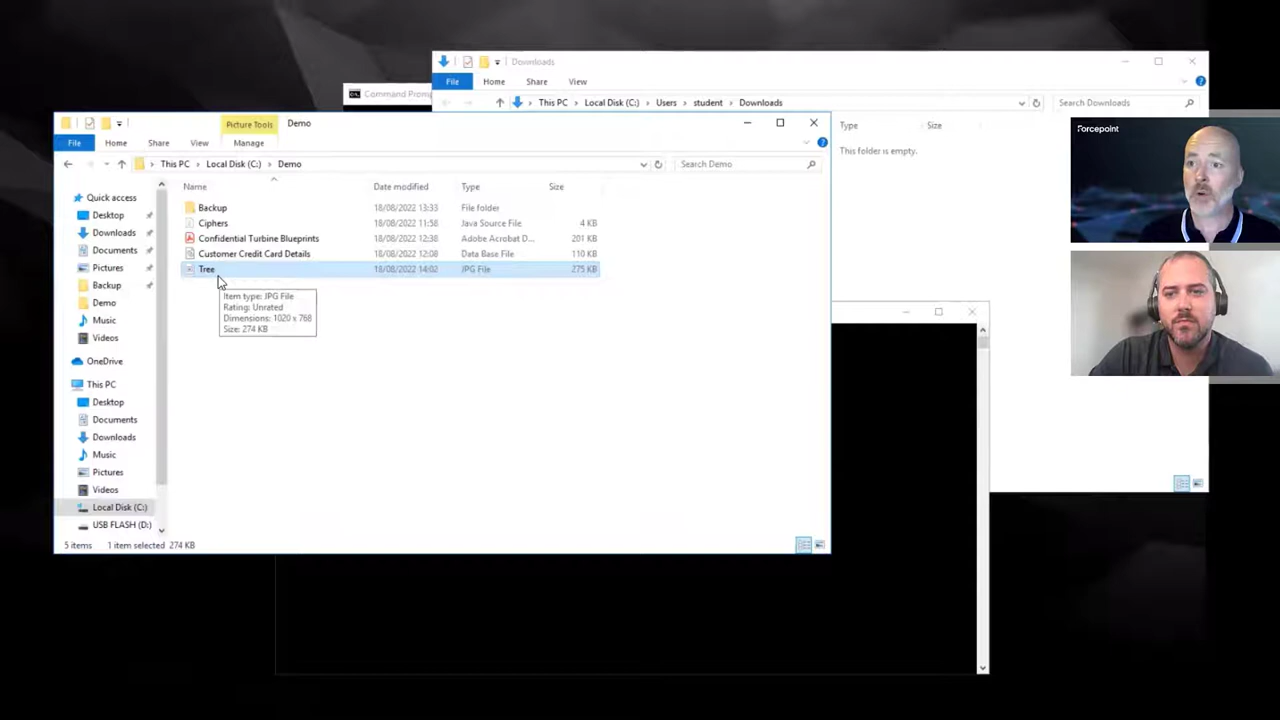 Downloads
File Home Share View
This PC Local Disk (C:) Users student Downloads Search Downloads
Type Size
This folder is empty.
Command Promp
Picture Tools Demo
File Home Share View Manage
This PC Local Disk (C:) Demo Search Demo
Name Date modified Type Size
Backup 18/08/2022 13:33 File folder
Ciphers 18/08/2022 11:58 Java Source File 4 KB
Confidential Turbine Blueprints 18/08/2022 12:38 Adobe Acrobat D... 201 KB
Customer Credit Card Details 18/08/2022 12:08 Data Base File 110 KB
Tree 18/08/2022 14:02 JPG File 275 KB
Item type: JPG File
Rating: Unrated
Dimensions: 1020 x 768
Size: 274 KB
Quick access
Desktop
Downloads
Documents
Pictures
Backup
Demo
Music
Videos
OneDrive
This PC
Desktop
Documents
Downloads
Music
Pictures
Videos
Local Disk (C:)
USB FLASH (D:)
5 items 1 item selected 274 KB
Forcepoint